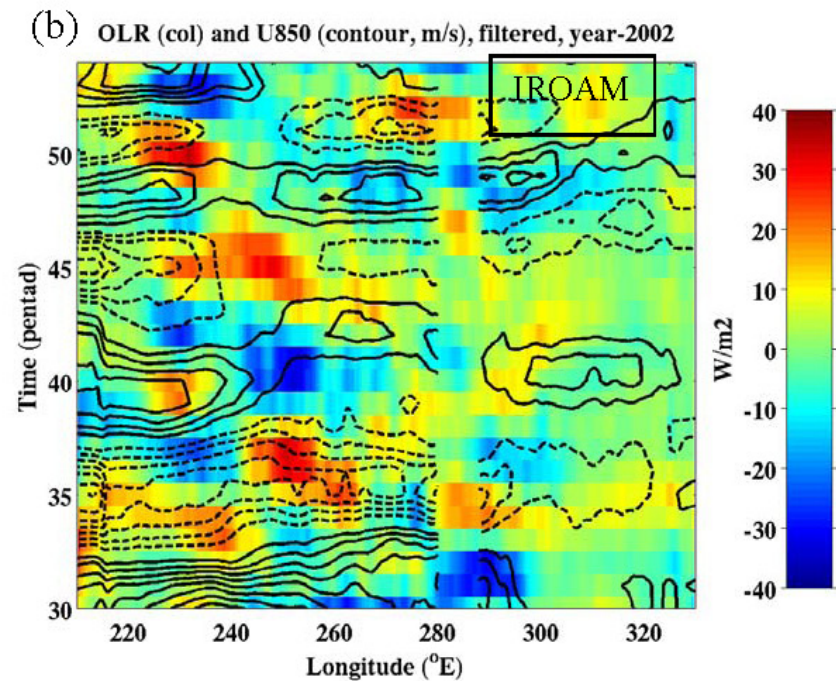 (b) OLR (col) and U850 (contour, m/s), filtered, year-2002
IROAM
50
45
40
35
30
Time (pentad)
220 240 260 280 300 320
Longitude (°E)
40
30
20
10
0
-10
-20
-30
-40
W/m2